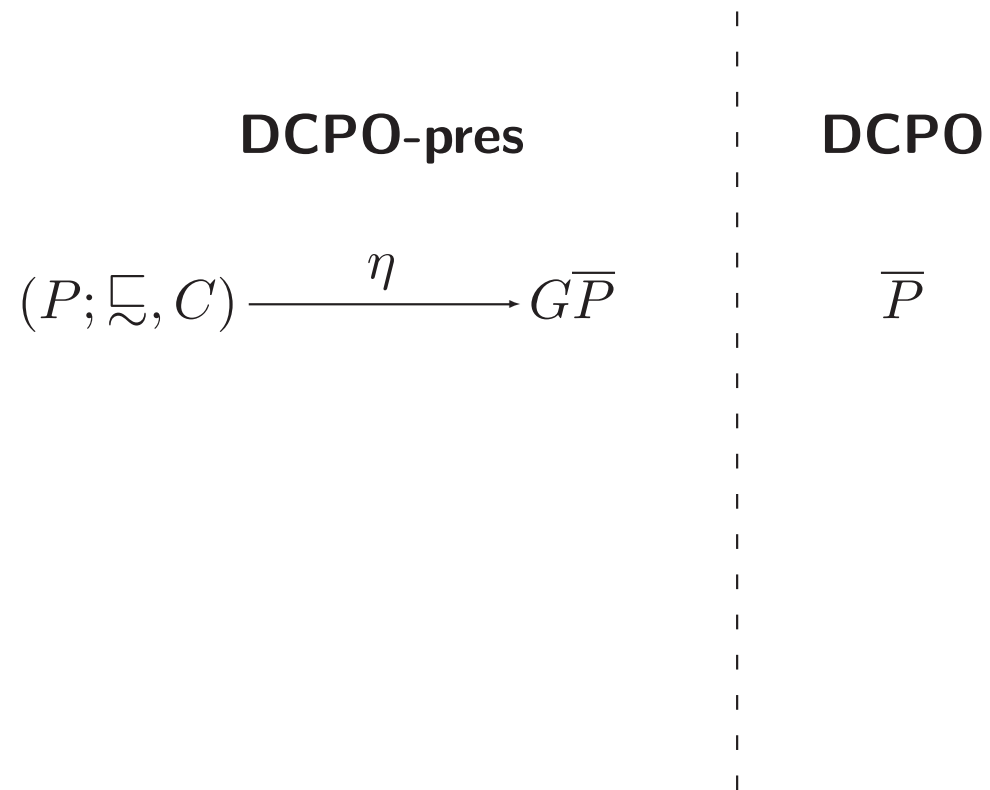 DCPO-pres DCPO
η
(P; ⊑̰, C) GP̅ P̅